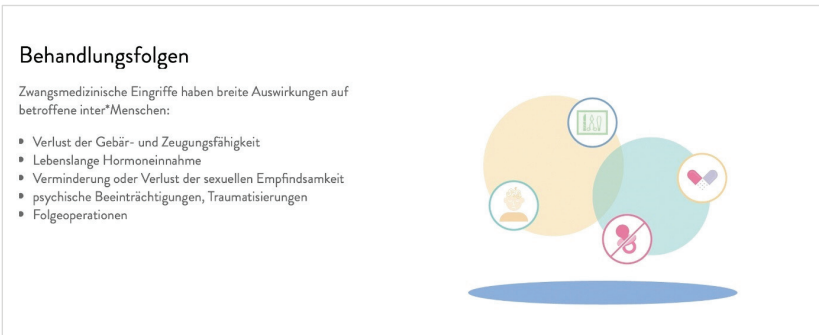 Behandlungsfolgen
Zwangsmedizinische Eingriffe haben breite Auswirkungen auf
betroffene inter*Menschen:
Verlust der Gebär- und Zeugungsfähigkeit
Lebenslange Hormoneinnahme
Verminderung oder Verlust der sexuellen Empfindsamkeit
psychische Beeinträchtigungen, Traumatisierungen
Folgeoperationen